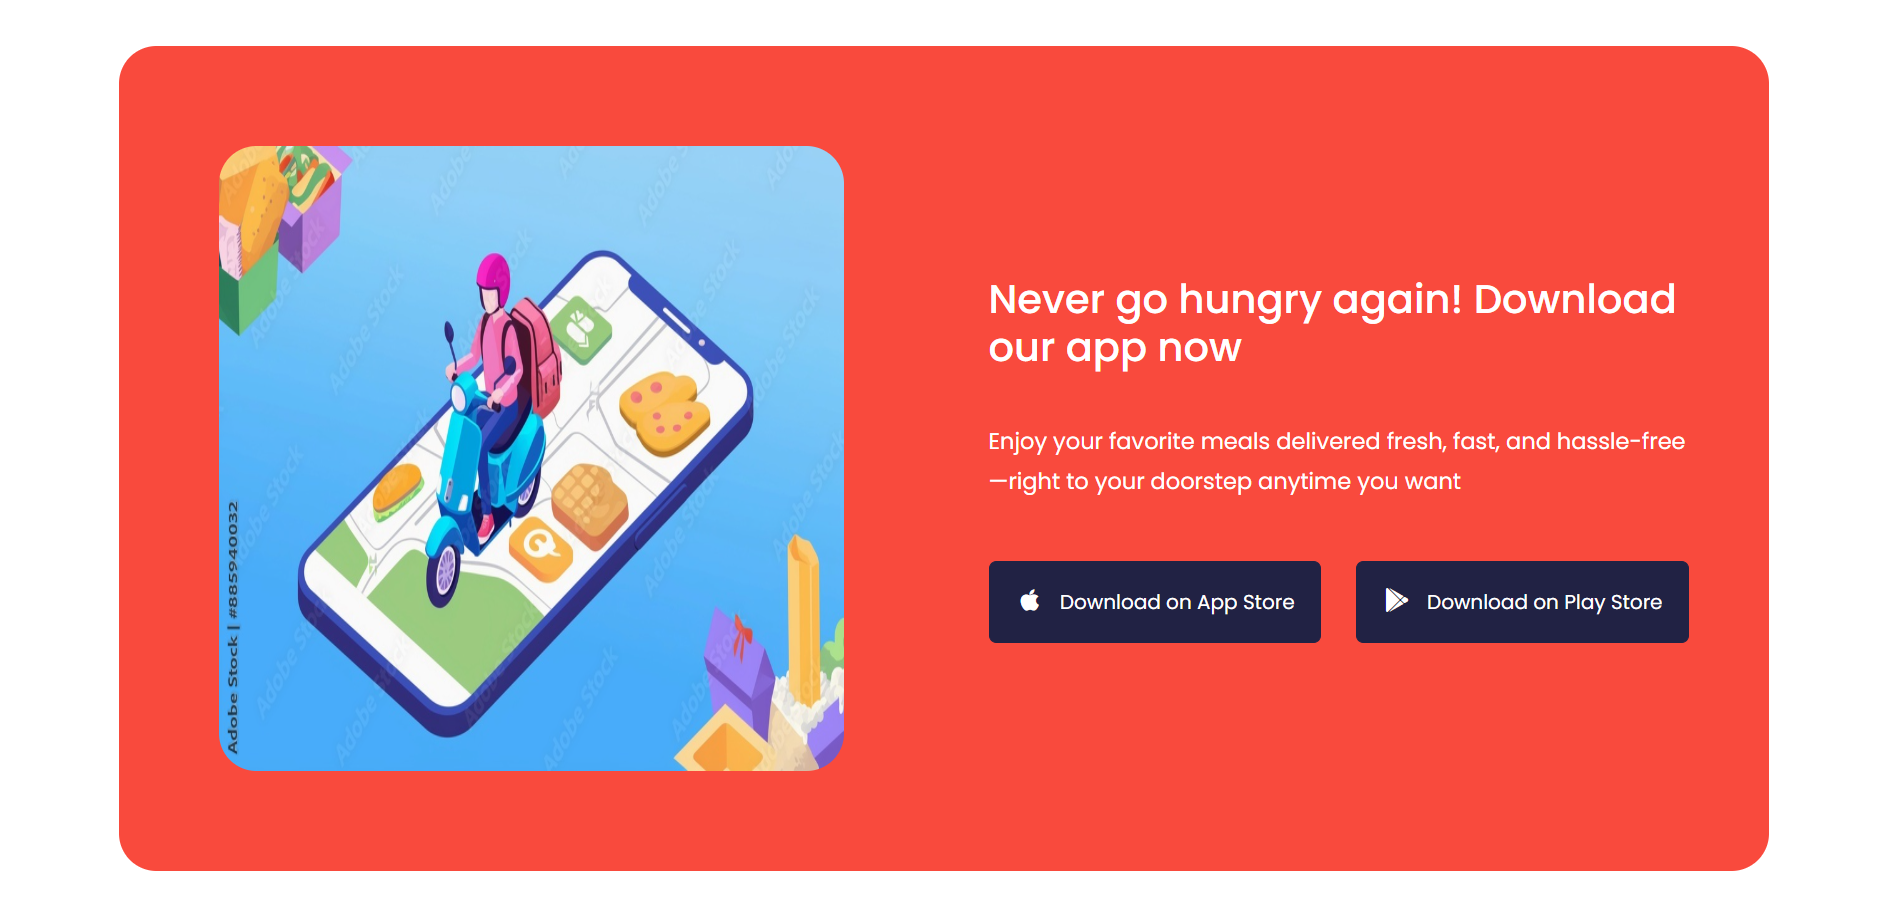 Adobe Stock | #885940032
Never go hungry again! Download
our app now
Enjoy your favorite meals delivered fresh, fast, and hassle-free
—right to your doorstep anytime you want
Download on App Store
Download on Play Store